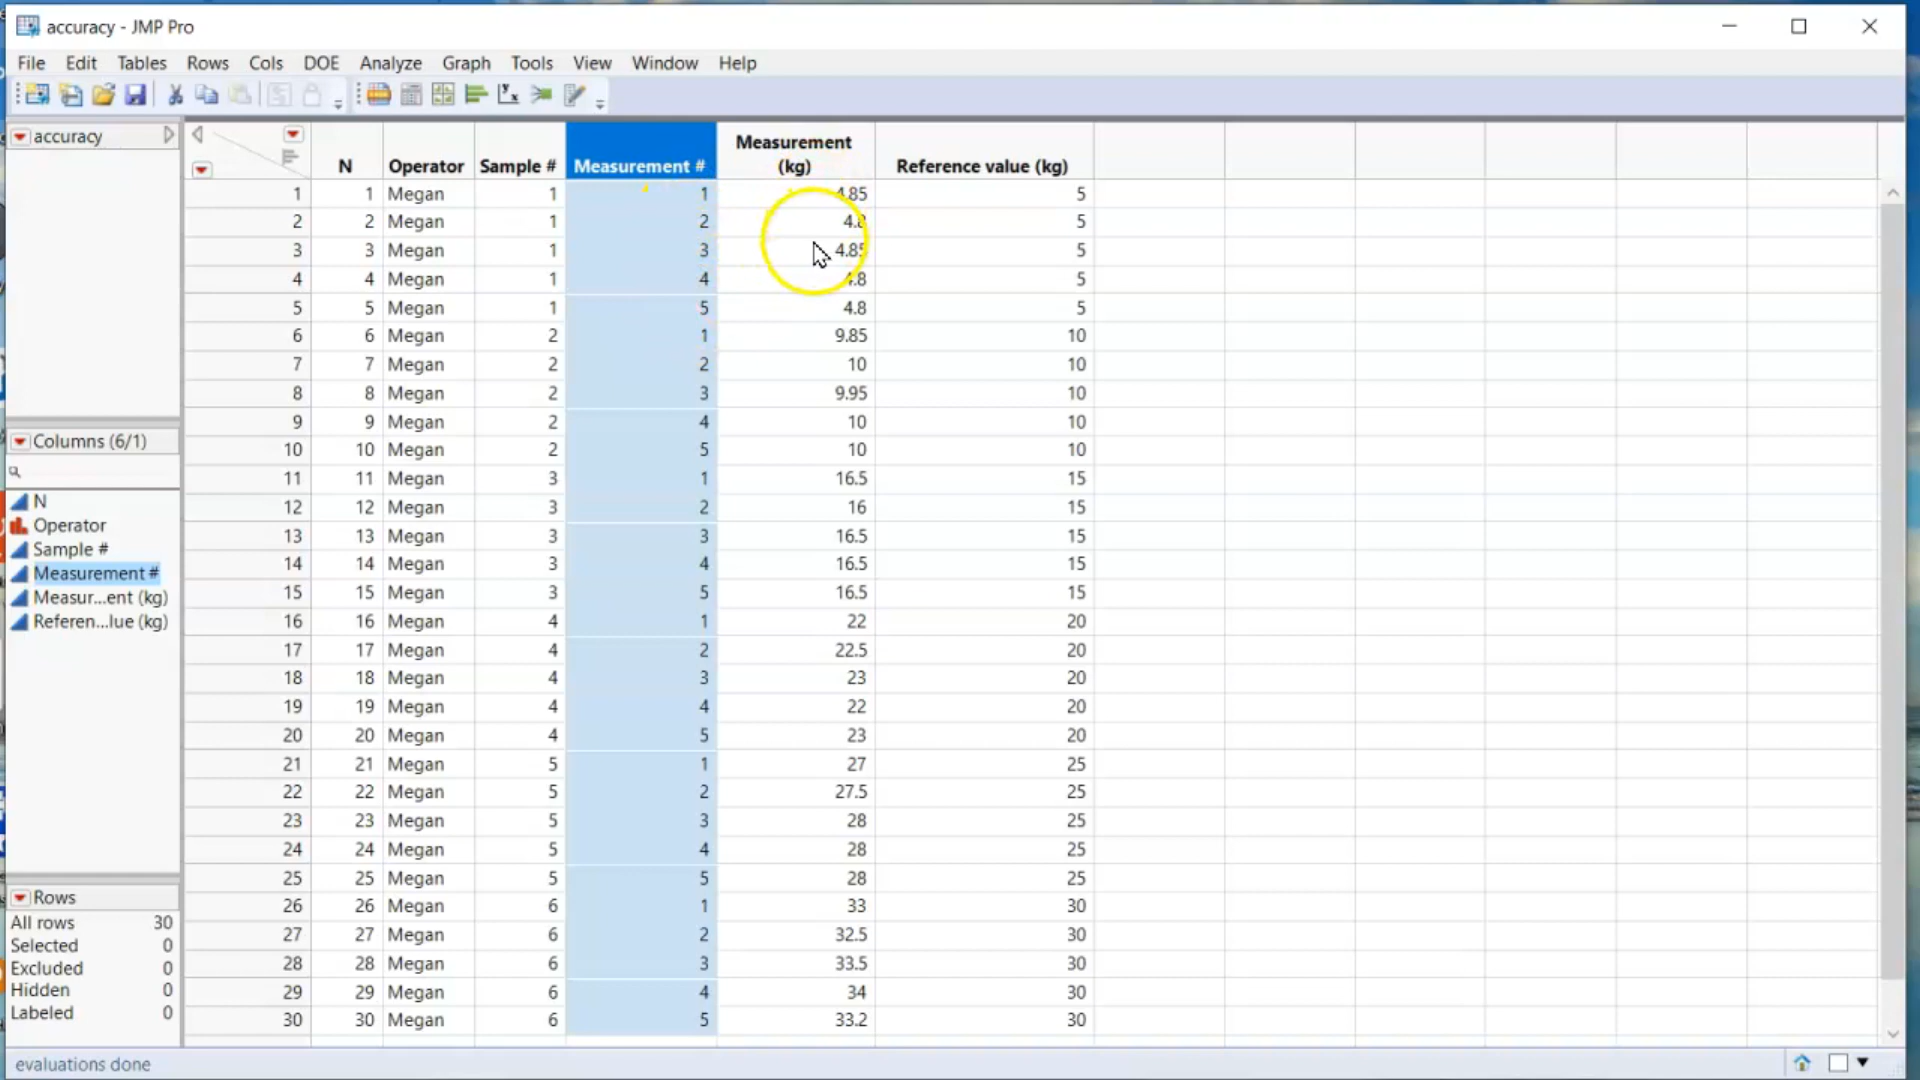 accuracy - JMP Pro
File Edit Tables Rows Cols DOE Analyze Graph Tools View Window Help
accuracy
N Operator Sample # Measurement # Measurement (kg) Reference value (kg)
1 1 Megan 1 1 4.85 5
2 2 Megan 1 2 4.8 5
3 3 Megan 1 3 4.85 5
4 4 Megan 1 4 4.8 5
5 5 Megan 1 5 4.8 5
6 6 Megan 2 1 9.85 10
7 7 Megan 2 2 10 10
8 8 Megan 2 3 9.95 10
9 9 Megan 2 4 10 10
10 10 Megan 2 5 10 10
11 11 Megan 3 1 16.5 15
12 12 Megan 3 2 16 15
13 13 Megan 3 3 16.5 15
14 14 Megan 3 4 16.5 15
15 15 Megan 3 5 16.5 15
16 16 Megan 4 1 22 20
17 17 Megan 4 2 22.5 20
18 18 Megan 4 3 23 20
19 19 Megan 4 4 22 20
20 20 Megan 4 5 23 20
21 21 Megan 5 1 27 25
22 22 Megan 5 2 27.5 25
23 23 Megan 5 3 28 25
24 24 Megan 5 4 28 25
25 25 Megan 5 5 28 25
26 26 Megan 6 1 33 30
27 27 Megan 6 2 32.5 30
28 28 Megan 6 3 33.5 30
29 29 Megan 6 4 34 30
30 30 Megan 6 5 33.2 30
Columns (6/1)
N
Operator
Sample #
Measurement #
Measur...ent (kg)
Referen...lue (kg)
Rows
All rows 30
Selected 0
Excluded 0
Hidden 0
Labeled 0
evaluations done